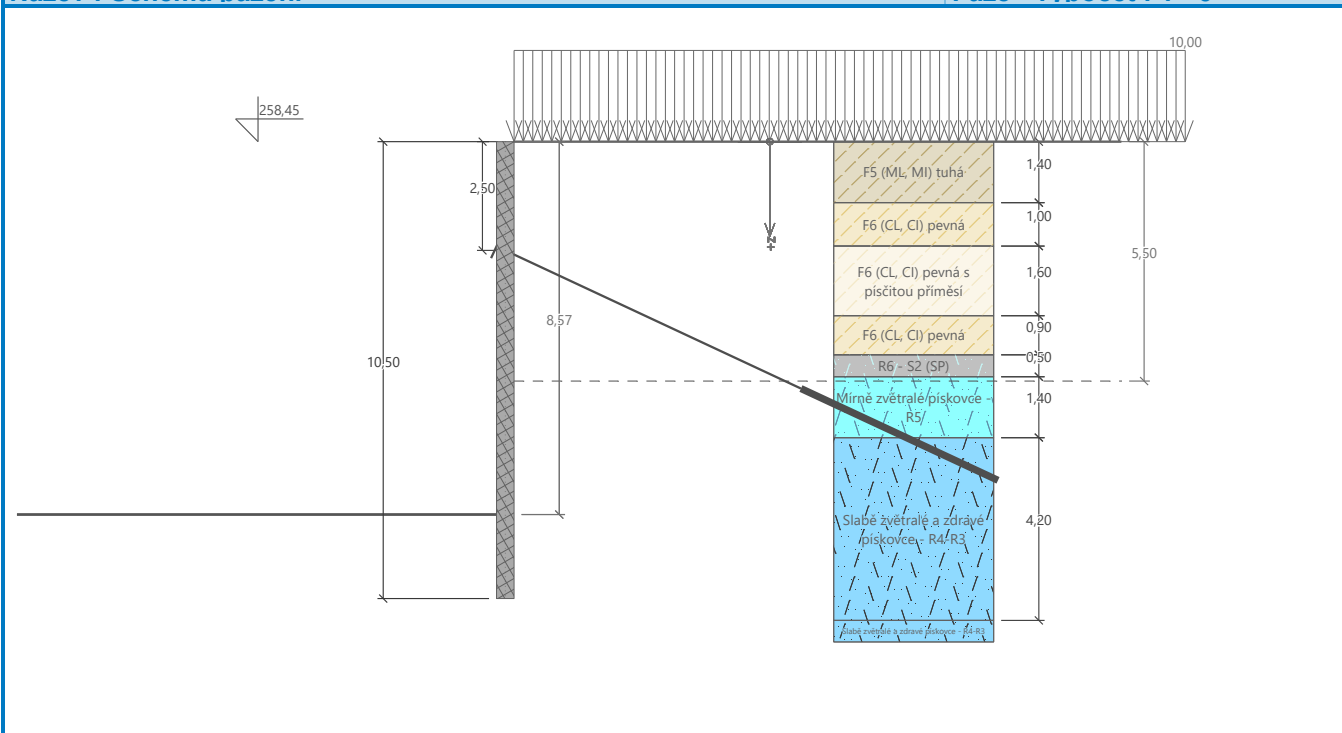 10,00
258,45
2,50
F5 (ML, MI) tuhá
1,40
F6 (CL, CI) pevná
1,00
5,50
F6 (CL, CI) pevná s
písčitou příměsí
1,60
8,57
F6 (CL, CI) pevná
0,90
10,50
R6 - S2 (SP)
0,50
Mírně zvětralé pískovce -
R5
1,40
Slabě zvětralé a zdravé
pískovce - R4-R3
4,20
Slabě zvětralé a zdravé pískovce - R4-R3
+z